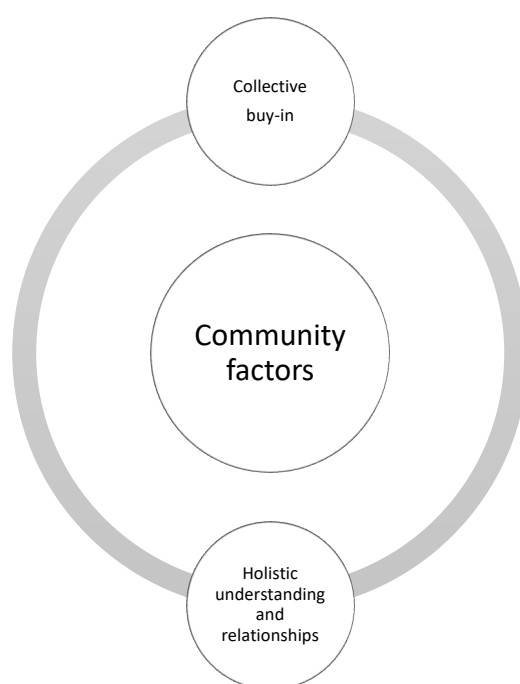 Collective
buy-in
Community
factors
Holistic
understanding
and
relationships